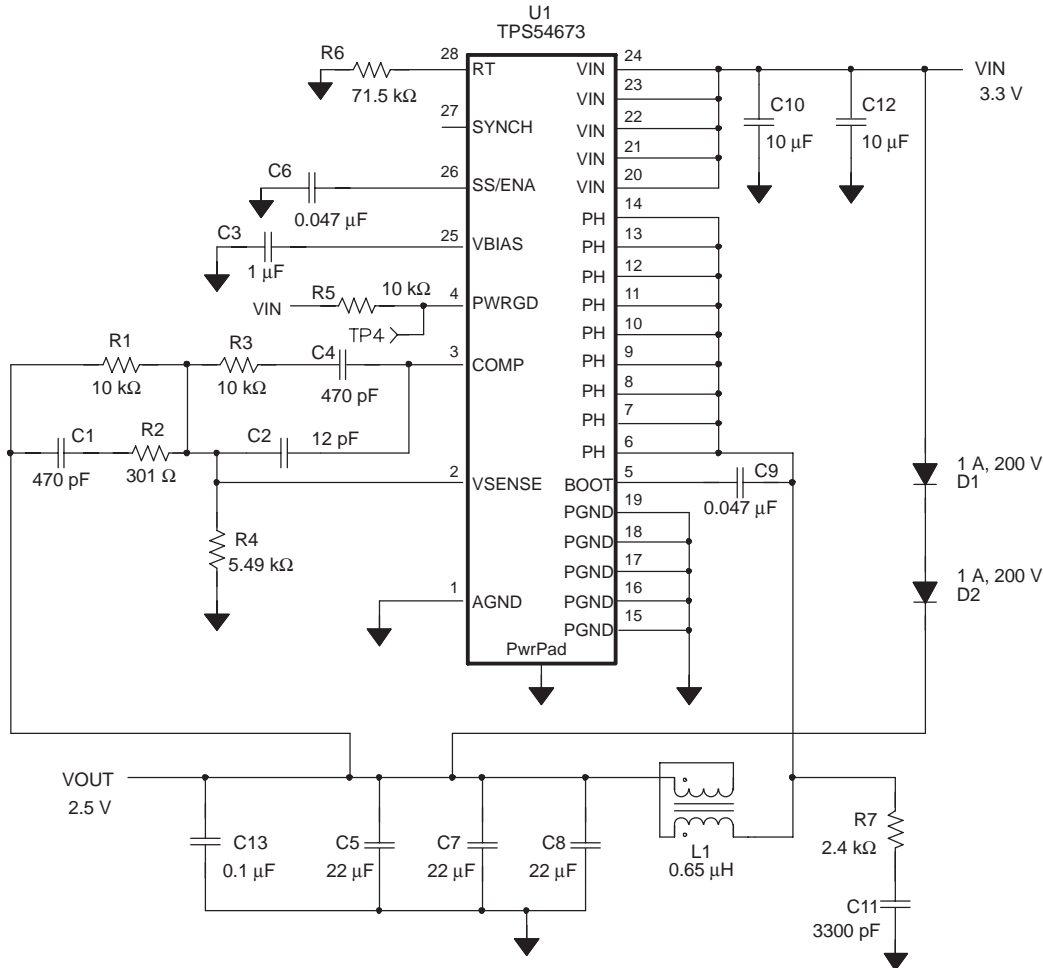 U1
TPS54673
R6
71.5 kΩ
28
RT
27
SYNCH
C6
0.047 μF
26
SS/ENA
C3
1 μF
25
VBIAS
VIN
R5
10 kΩ
4
PWRGD
TP4
R1
10 kΩ
R3
10 kΩ
C4
470 pF
3
COMP
C1
470 pF
R2
301 Ω
C2
12 pF
2
VSENSE
R4
5.49 kΩ
1
AGND
PwrPad
VIN
24
VIN
23
VIN
22
VIN
21
VIN
20
PH
14
PH
13
PH
12
PH
11
PH
10
PH
9
PH
8
PH
7
PH
6
BOOT
5
PGND
19
PGND
18
PGND
17
PGND
16
PGND
15
C10
10 μF
C12
10 μF
VIN
3.3 V
C9
0.047 μF
1 A, 200 V
D1
1 A, 200 V
D2
VOUT
2.5 V
C13
0.1 μF
C5
22 μF
C7
22 μF
C8
22 μF
L1
0.65 μH
R7
2.4 kΩ
C11
3300 pF